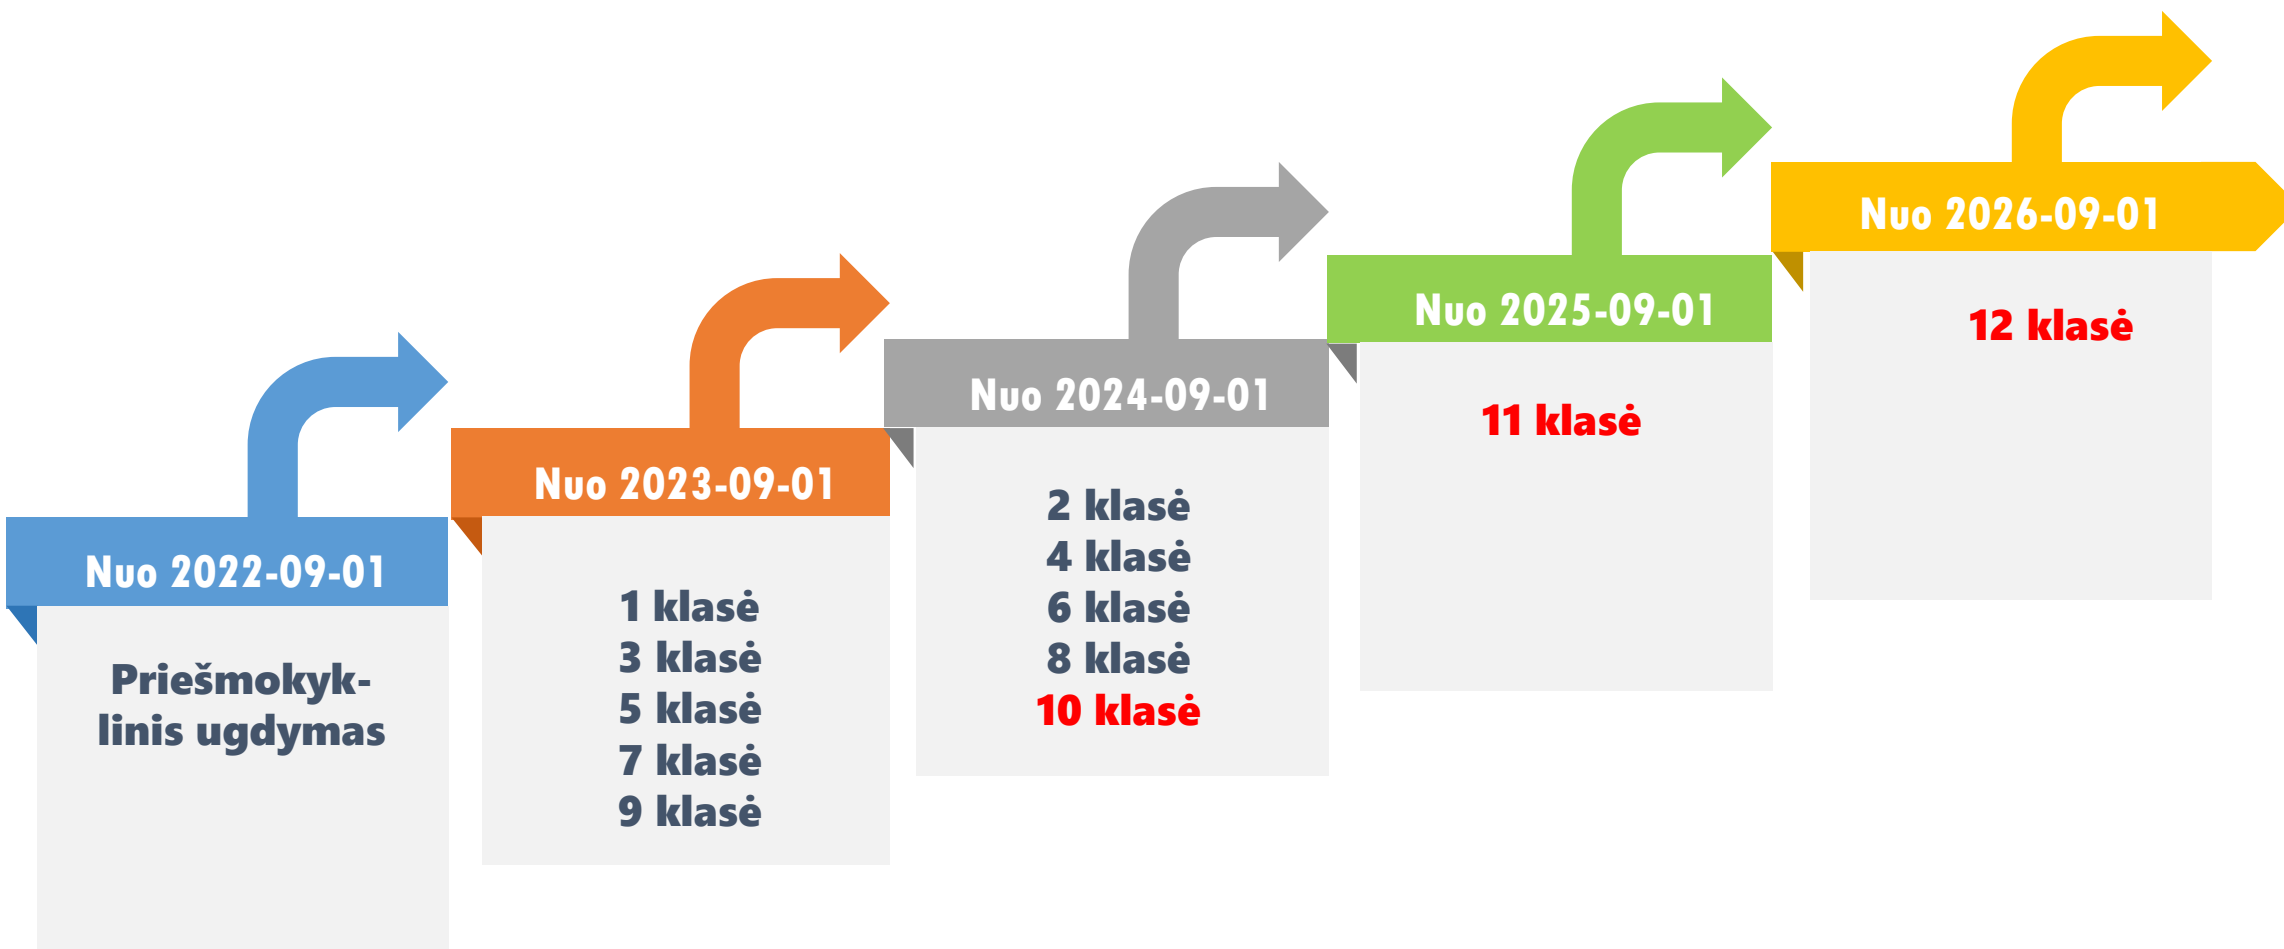 Nuo 2022-09-01
Priešmokyk-
linis ugdymas
Nuo 2023-09-01
1 klasė
3 klasė
5 klasė
7 klasė
9 klasė
Nuo 2024-09-01
2 klasė
4 klasė
6 klasė
8 klasė
10 klasė
Nuo 2025-09-01
11 klasė
Nuo 2026-09-01
12 klasė